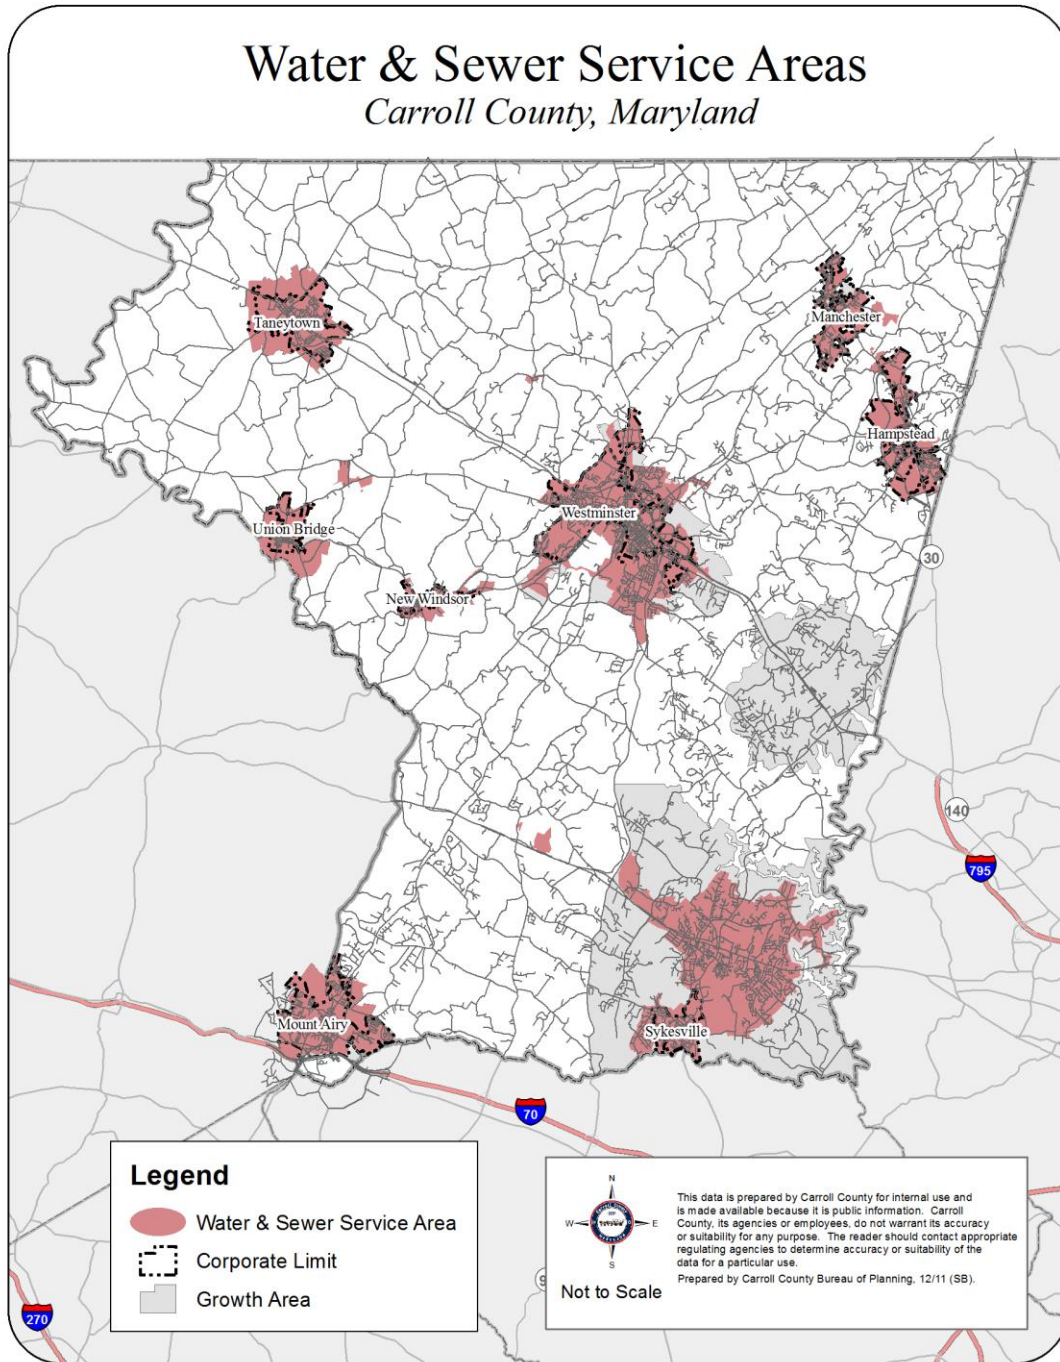 Water & Sewer Service Areas
Carroll County, Maryland
Taneytown
Manchester
Hampstead
Westminster
Union Bridge
New Windsor
30
140
795
Mount Airy
Sykesville
70
Legend
Water & Sewer Service Area
Corporate Limit
Growth Area
N
W
E
S
Not to Scale
This data is prepared by Carroll County for internal use and
is made available because it is public information. Carroll
County, its agencies or employees, do not warrant its accuracy
or suitability for any purpose. The reader should contact appropriate
regulating agencies to determine accuracy or suitability of the
data for a particular use.
Prepared by Carroll County Bureau of Planning, 12/11 (SB).
270